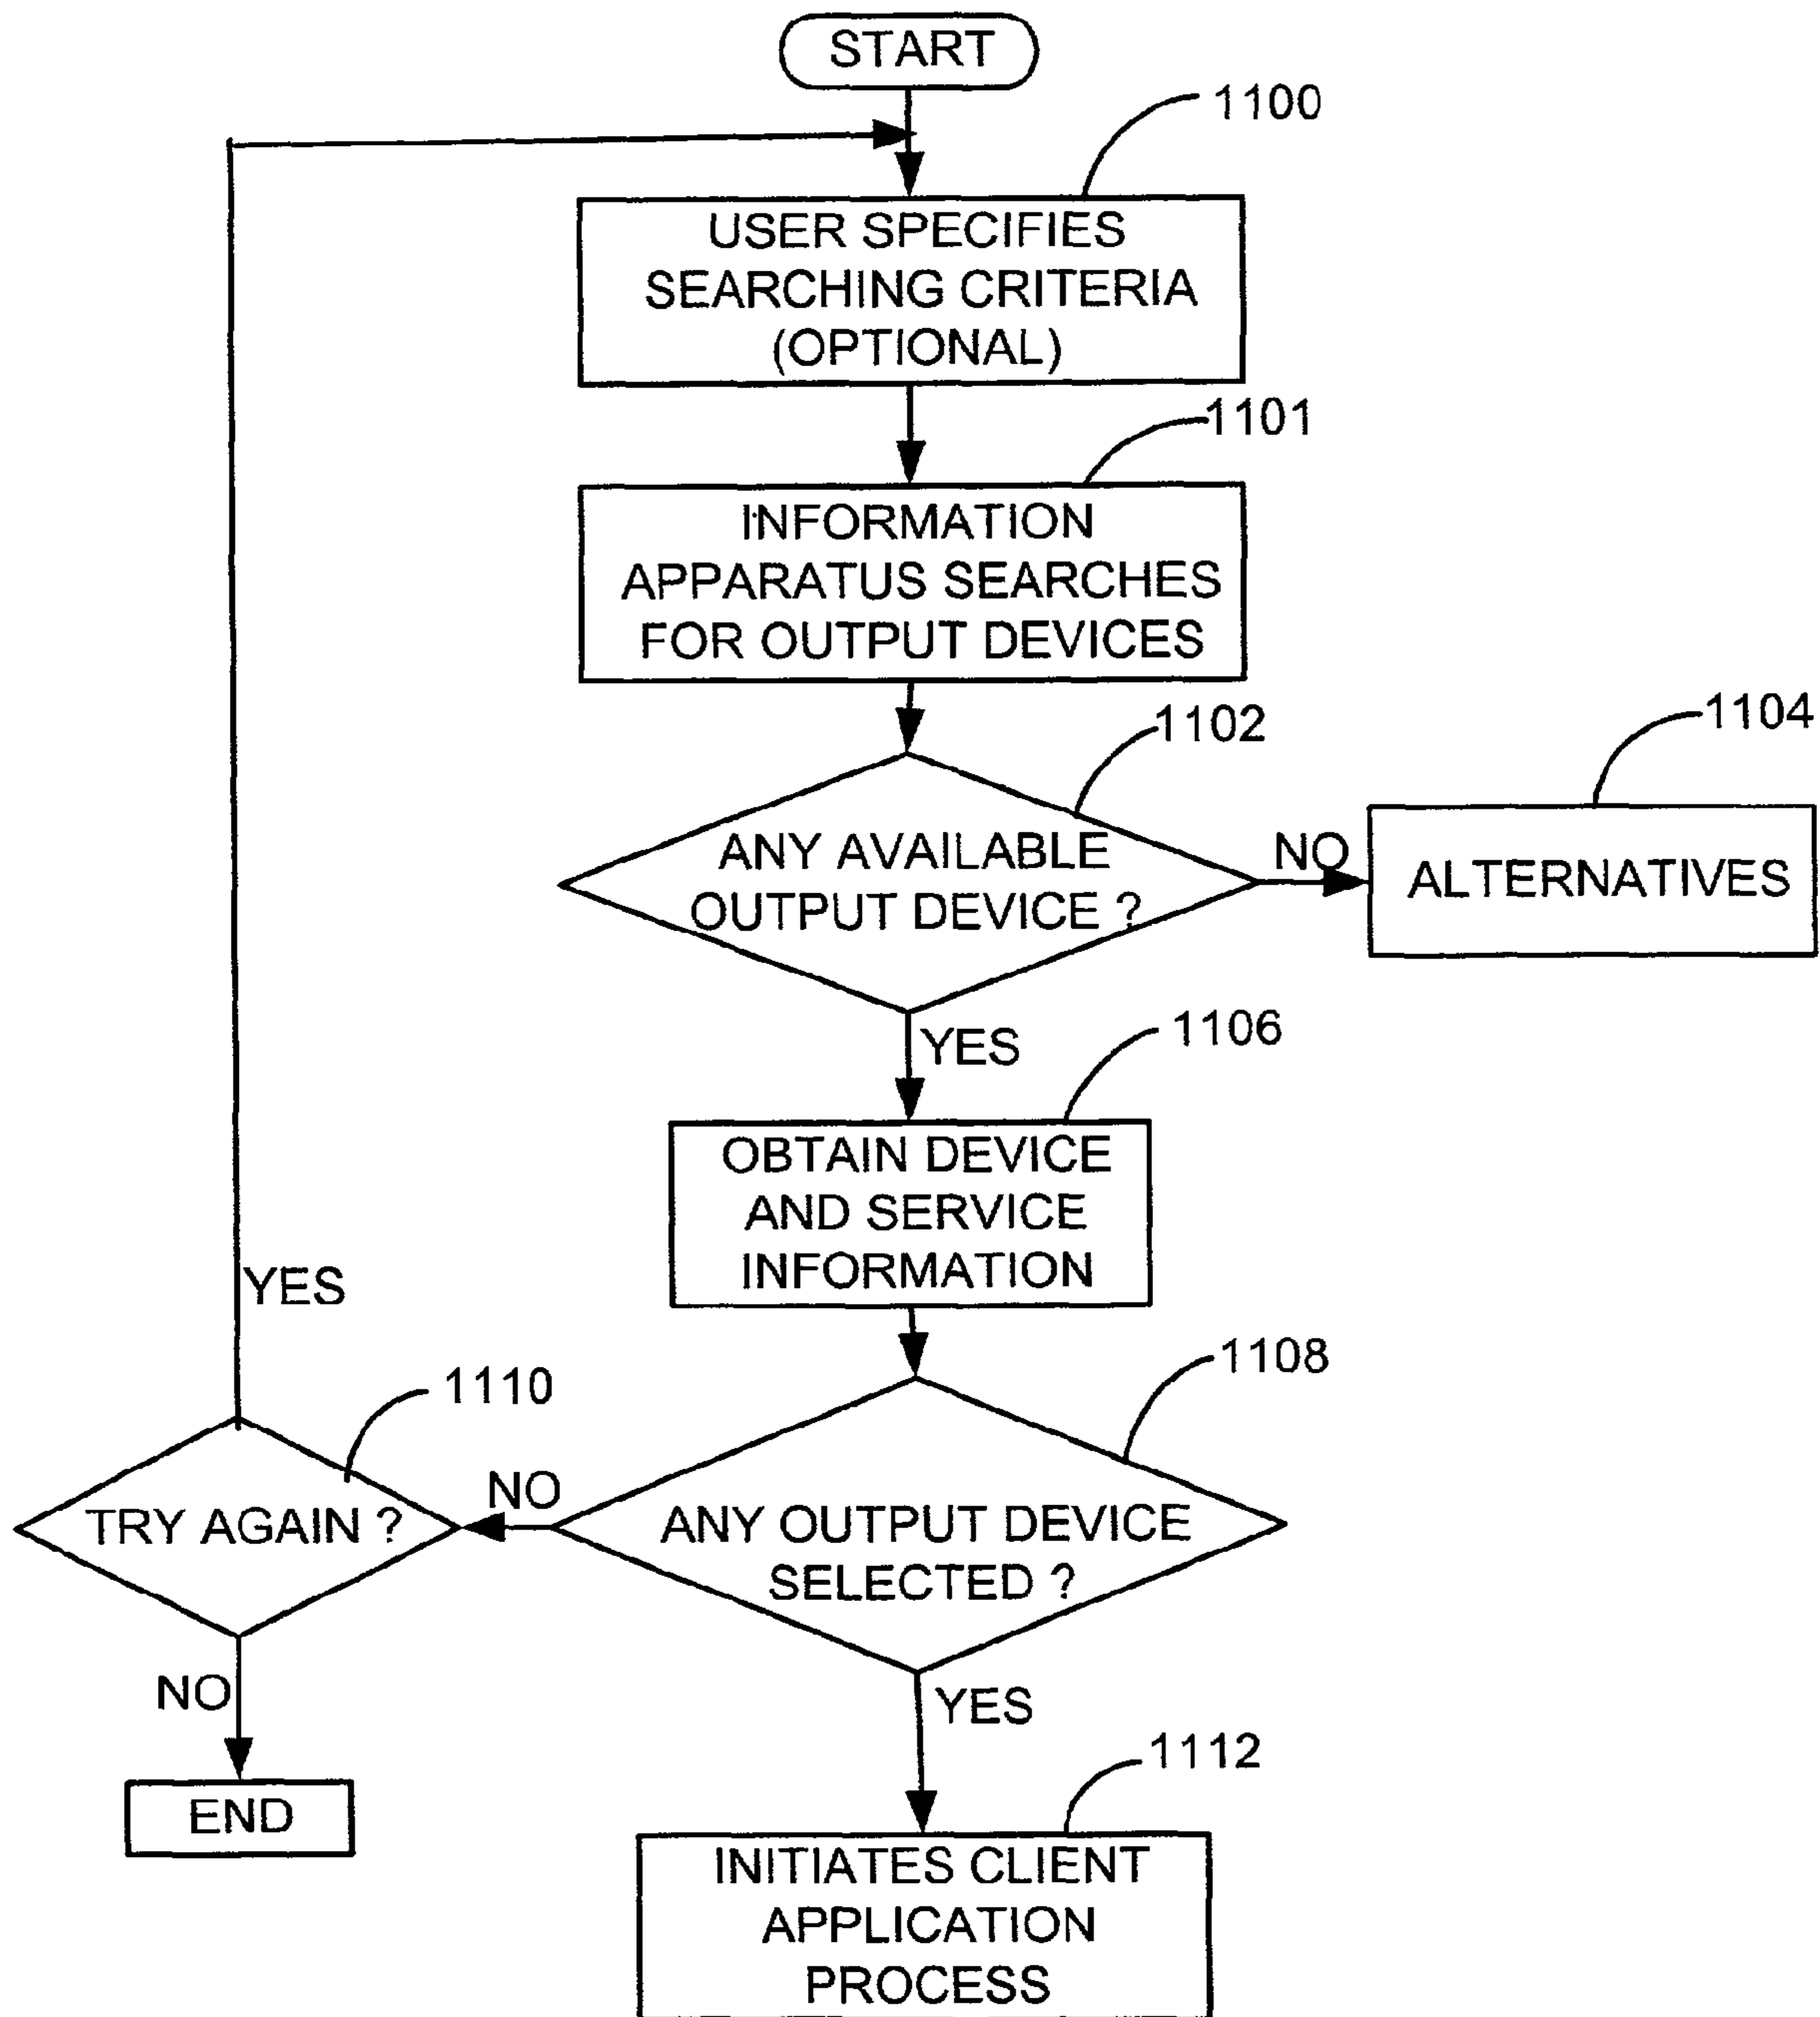 START
1100
USER SPECIFIES
SEARCHING CRITERIA
(OPTIONAL)
1101
INFORMATION
APPARATUS SEARCHES
FOR OUTPUT DEVICES
1102
1104
ANY AVAILABLE
OUTPUT DEVICE ?
NO
ALTERNATIVES
YES
1106
OBTAIN DEVICE
AND SERVICE
INFORMATION
YES
1108
1110
TRY AGAIN ?
NO
ANY OUTPUT DEVICE
SELECTED ?
NO
YES
END
1112
INITIATES CLIENT
APPLICATION
PROCESS